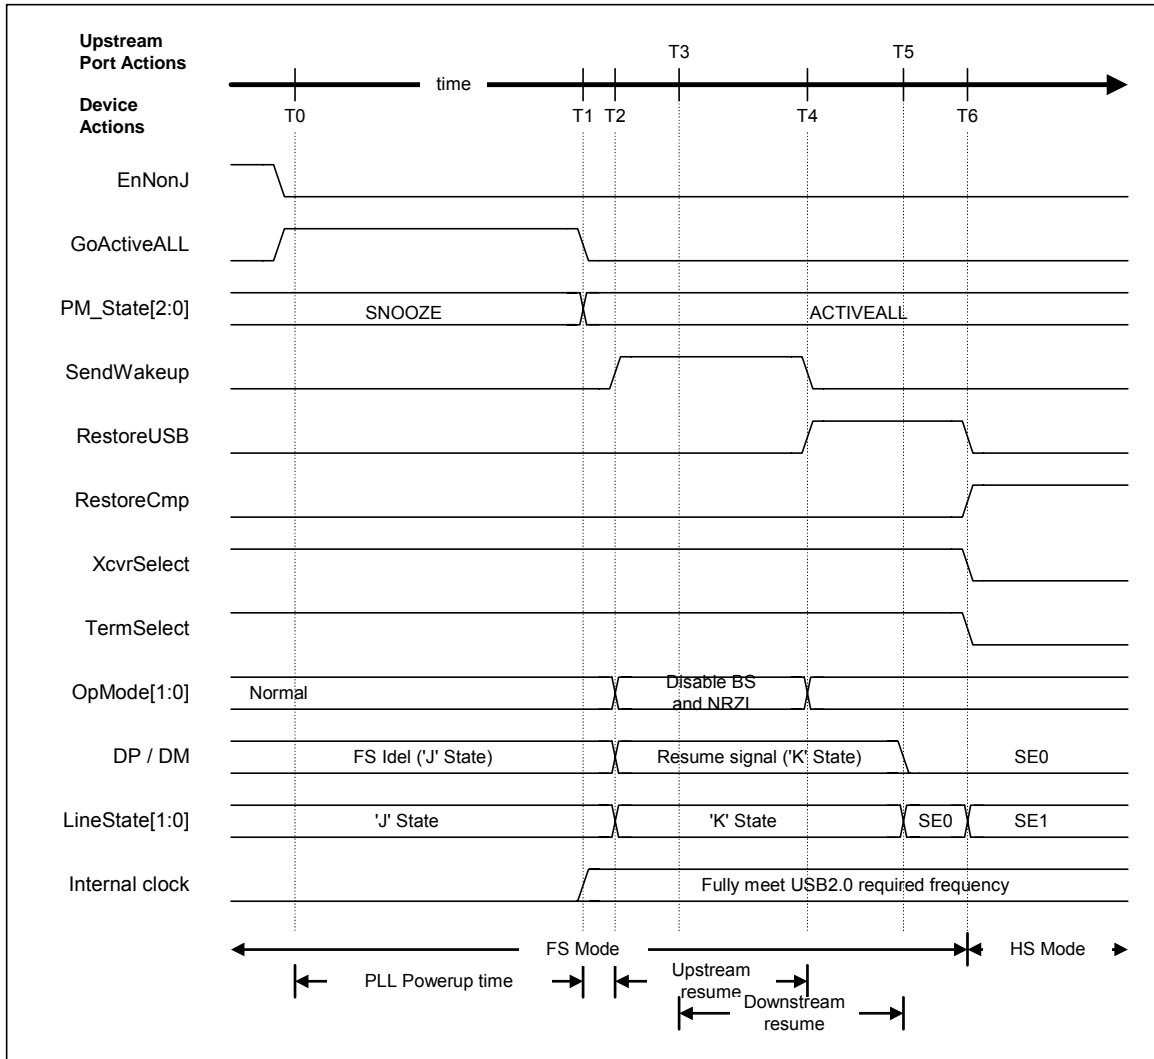 Upstream
Port Actions
T3
T5
time
Device
Actions
T0
T1
T2
T4
T6
EnNonJ
GoActiveALL
PM_State[2:0]
SNOOZE
ACTIVEALL
SendWakeup
RestoreUSB
RestoreCmp
XcvrSelect
TermSelect
OpMode[1:0]
Normal
Disable BS
and NRZI
DP / DM
FS Idel ('J' State)
Resume signal ('K' State)
SE0
LineState[1:0]
'J' State
'K' State
SE0
SE1
Internal clock
Fully meet USB2.0 required frequency
FS Mode
HS Mode
PLL Powerup time
Upstream
resume
Downstream
resume